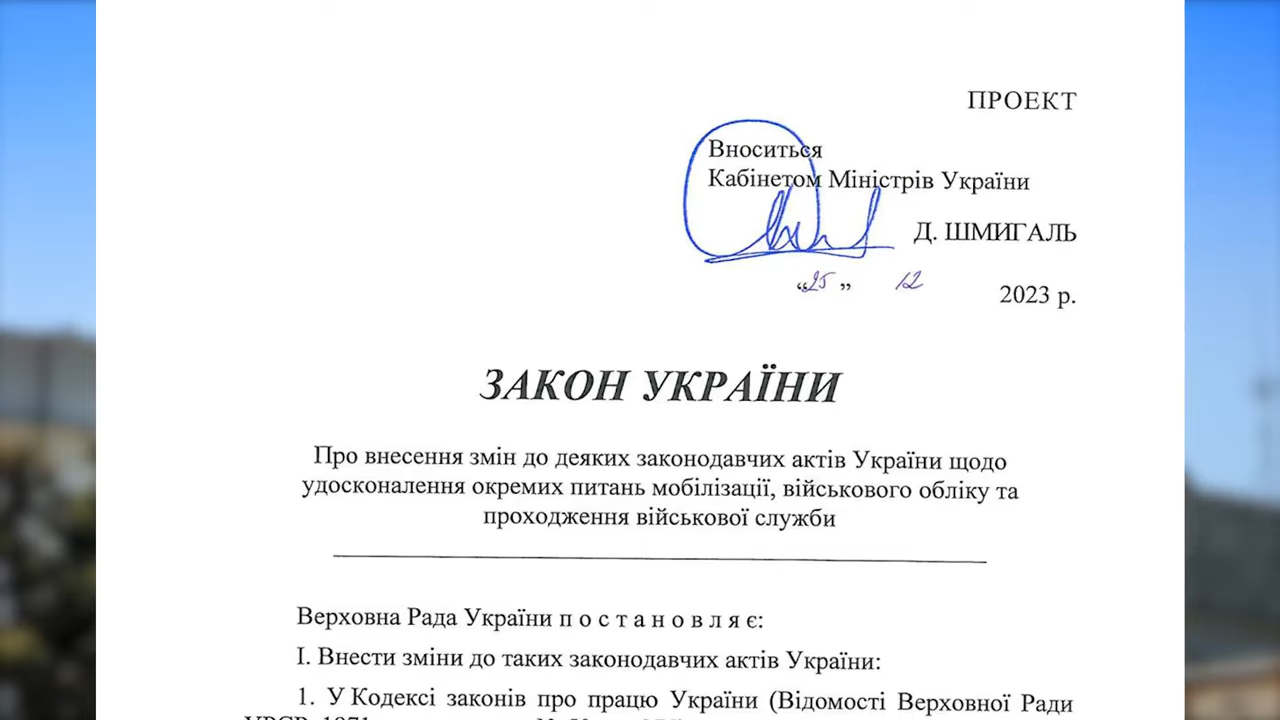 ПРОЕКТ
Вноситься
Кабінетом Міністрів України
Д. ШМИГАЛЬ
“25” 12 2023 р.
ЗАКОН УКРАЇНИ
Про внесення змін до деяких законодавчих актів України щодо
удосконалення окремих питань мобілізації, військового обліку та
проходження військової служби
Верховна Рада України п о с т а н о в л я є:
І. Внести зміни до таких законодавчих актів України:
1. У Кодексі законів про працю України (Відомості Верховної Ради